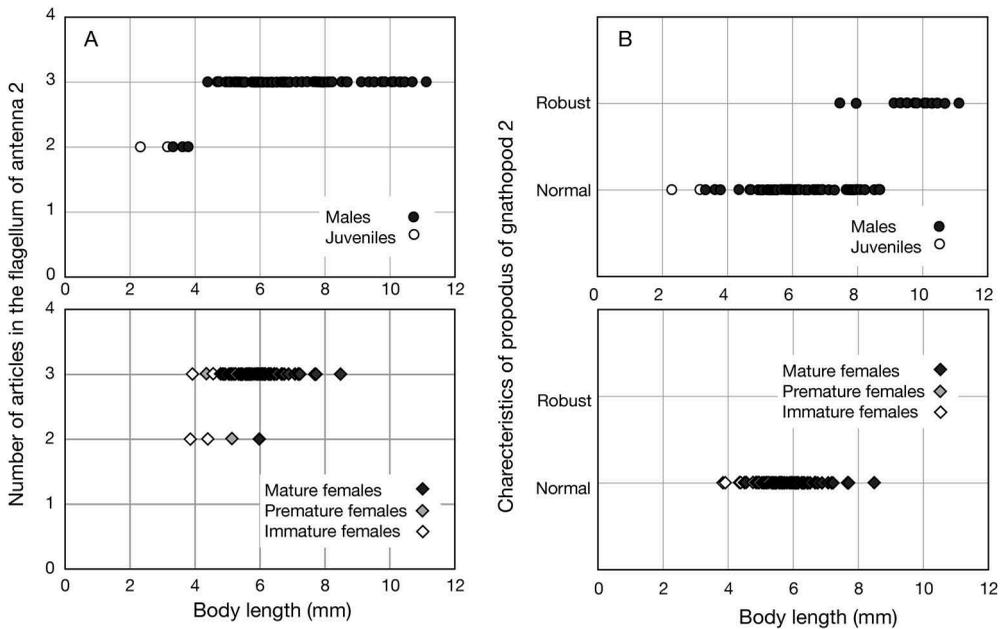 A
4
3
2
1
0
0 2 4 6 8 10 12
Males
Juveniles
Number of articles in the flagellum of antenna 2
4
3
2
1
0
Mature females
Premature females
Immature females
0 2 4 6 8 10 12
Body length (mm)
B
Robust
Normal
Males
Juveniles
0 2 4 6 8 10 12
Charecteristics of propodus of gnathopod 2
Mature females
Premature females
Immature females
Robust
Normal
0 2 4 6 8 10 12
Body length (mm)